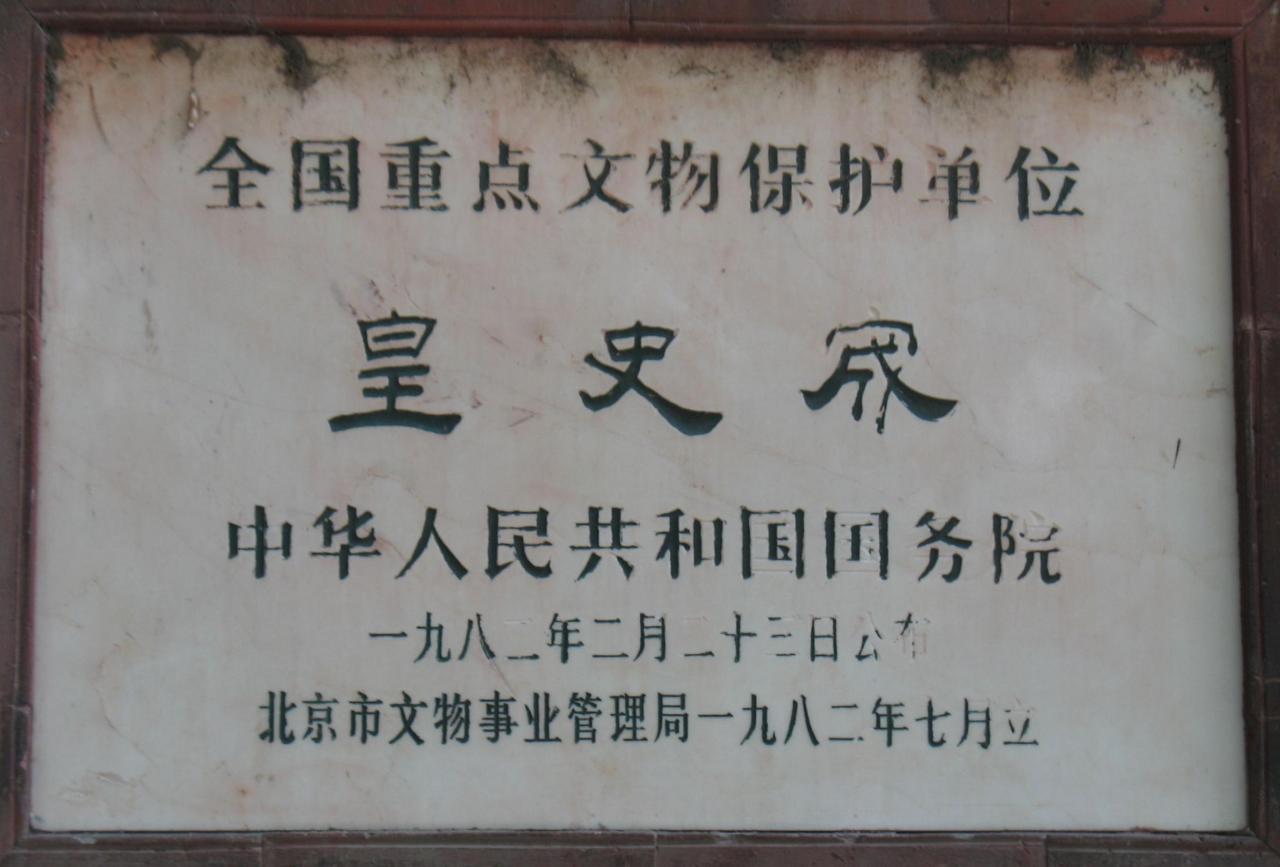 全国重点文物保护单位
皇史宬
中华人民共和国国务院
一九八二年二月二十三日公布
北京市文物事业管理局一九八二年七月立